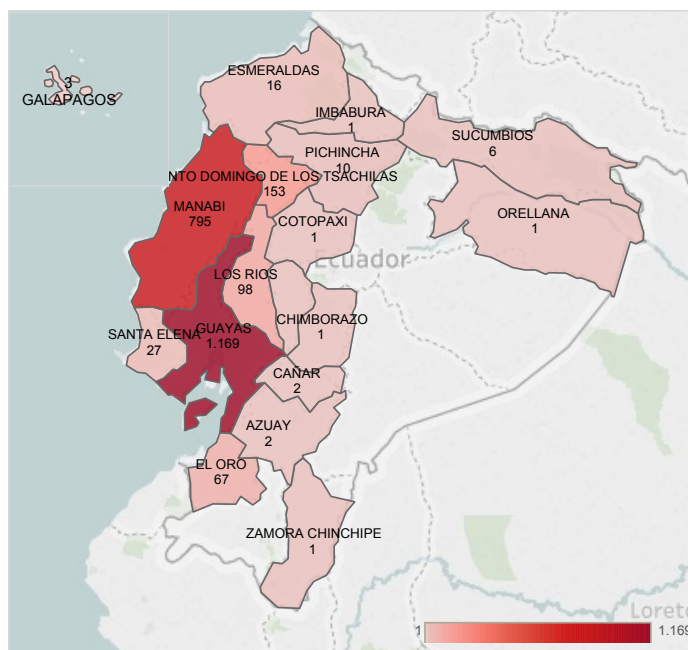 ESMERALDAS
16
3
GALAPAGOS
IMBABURA
1
SUCUMBIOS
6
PICHINCHA
10
NTO DOMINGO DE LOS TSACHILAS
153
MANABI
795
ORELLANA
1
COTOPAXI
1
Ecuador
LOS RIOS
98
GUAYAS
1.169
CHIMBORAZO
1
SANTA ELENA
27
CAÑAR
2
AZUAY
2
EL ORO
67
ZAMORA CHINCHIPE
1
Loreto
1
1.169